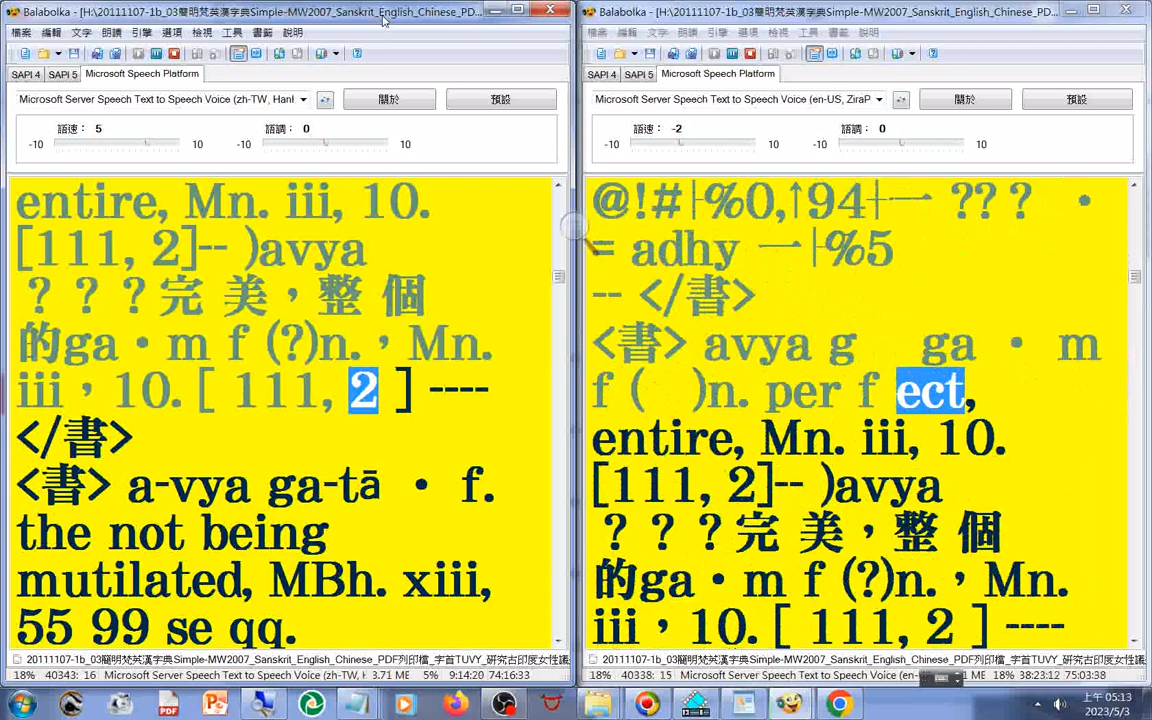 Balabolka - [H:\20111107-1b_03簡明梵英漢字典Simple-MW2007_Sanskrit_English_Chinese_PD...
檔案 編輯 文字 朗讀 引擎 選項 檢視 工具 書籤 說明
SAPI 4 SAPI 5 Microsoft Speech Platform
Microsoft Server Speech Text to Speech Voice (zh-TW, HanI 關於 預設
語速： 5 語調： 0
-10 10 -10 10
entire, Mn. iii, 10.
[111, 2]-- )avya
？？？完 美，整 個
的ga·m f (?)n.，Mn.
iii，10. [ 111, 2 ] ----
</書>
<書> a-vya ga-tā · f.
the not being
mutilated, MBh. xiii,
55 99 se qq.
20111107-1b_03簡明梵英漢字典Simple-MW2007_Sanskrit_English_Chinese_PDF列印檔_字首TUVY_研究古印度女性議
18% 40343: 16 Microsoft Server Speech Text to Speech Voice (zh-TW, 3.71 ME 5% 9:14:20 74:16:33
Balabolka - [H:\20111107-1b_03簡明梵英漢字典Simple-MW2007_Sanskrit_English_Chinese_PD...
檔案 編輯 文字 朗讀 引擎 選項 檢視 工具 書籤 說明
SAPI 4 SAPI 5 Microsoft Speech Platform
Microsoft Server Speech Text to Speech Voice (en-US, ZiraP 關於 預設
語速： -2 語調： 0
-10 10 -10 10
@!#├%0,↑94┼一 ?? ? ·
= adhy 一├%5
-- </書>
<書> avya g ga · m
f ( )n. per f ect,
entire, Mn. iii, 10.
[111, 2]-- )avya
？？？完 美，整 個
的ga·m f (?)n.，Mn.
iii，10. [ 111, 2 ] ----
20111107-1b_03簡明梵英漢字典Simple-MW2007_Sanskrit_English_Chinese_PDF列印檔_字首TUVY_研究古印度女性議
18% 40338: 15 Microsoft Server Speech Text to Speech Voice 18% 38:23:12 75:03:38
上午 05:13
2023/5/3